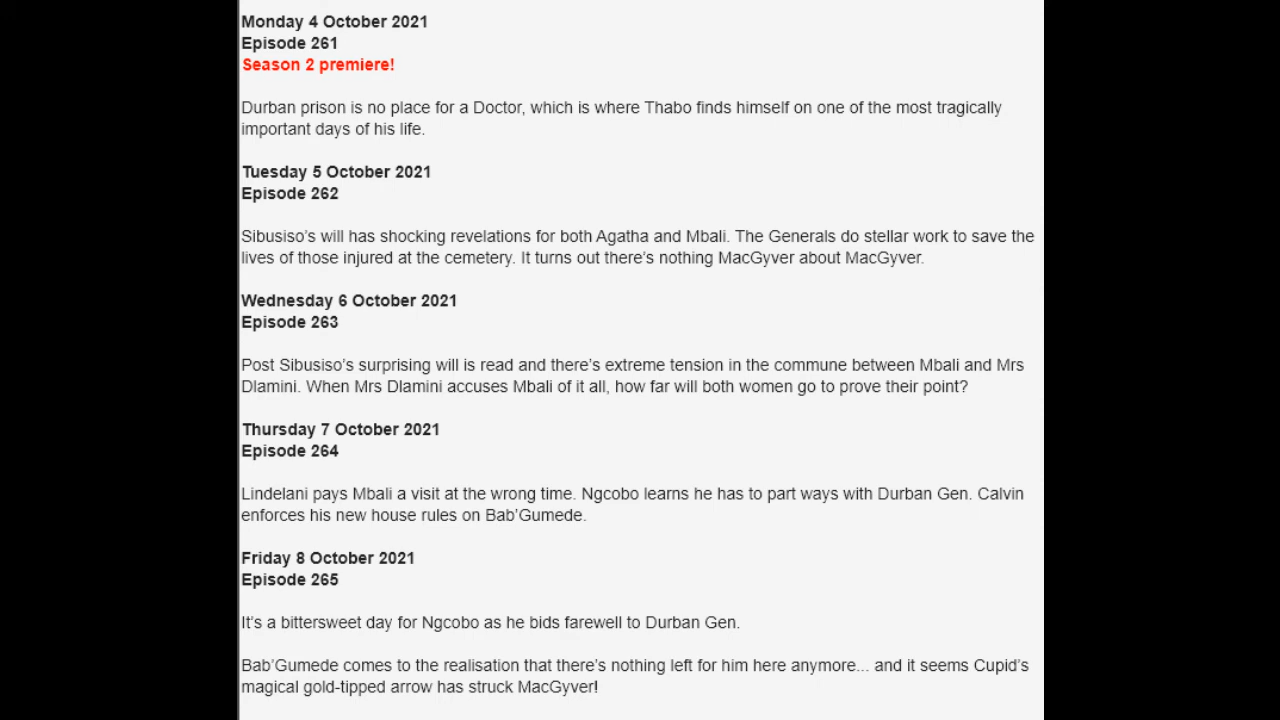 Monday 4 October 2021
Episode 261
Season 2 premiere!
Durban prison is no place for a Doctor, which is where Thabo finds himself on one of the most tragically
important days of his life.
Tuesday 5 October 2021
Episode 262
Sibusiso’s will has shocking revelations for both Agatha and Mbali. The Generals do stellar work to save the
lives of those injured at the cemetery. It turns out there’s nothing MacGyver about MacGyver.
Wednesday 6 October 2021
Episode 263
Post Sibusiso’s surprising will is read and there’s extreme tension in the commune between Mbali and Mrs
Dlamini. When Mrs Dlamini accuses Mbali of it all, how far will both women go to prove their point?
Thursday 7 October 2021
Episode 264
Lindelani pays Mbali a visit at the wrong time. Ngcobo learns he has to part ways with Durban Gen. Calvin
enforces his new house rules on Bab’Gumede.
Friday 8 October 2021
Episode 265
It’s a bittersweet day for Ngcobo as he bids farewell to Durban Gen.
Bab’Gumede comes to the realisation that there’s nothing left for him here anymore... and it seems Cupid’s
magical gold-tipped arrow has struck MacGyver!